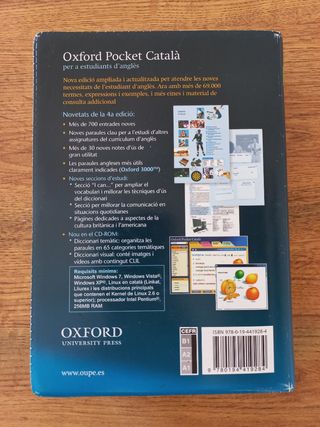 Oxford Pocket Català
per a estudiants d'anglès
Nova edició ampliada i actualitzada per atendre les noves
necessitats de l'estudiant d'anglès. Ara amb més de 69.000
termes, expressions i exemples, i més eines i material de
consulta addicional
Novetats de la 4a edició:
• Més de 700 entrades noves
• Noves paraules clau per a l'estudi d'altres
assignatures del currículum d'anglès
• Més de 30 noves notes d'ús de
gran utilitat
• Les paraules angleses més útils
clarament indicades (Oxford 3000™)
• Noves seccions d'estudi:
• Secció "I can..." per ampliar el
vocabulari i millorar les tècniques d'ús
del diccionari
• Secció per millorar la comunicació en
situacions quotidianes
• Pàgines dedicades a aspectes de la
cultura britànica i l'americana
• Nou en el CD-ROM:
• Diccionari temàtic: organitza les
paraules en 65 categories temàtiques
• Diccionari visual: conté imatges i
vídeos amb contingut CLIL
Requisits mínims:
Microsoft Windows 7, Windows Vista®,
Windows XP®, Linux en català (Linkat,
Lliurex i les distribucions principals
que contenen el Kernel de Linux 2.6 o
superior); processador Intel Pentium®,
256MB RAM
Oxford Pocket Català
OXFORD
UNIVERSITY PRESS
www.oupe.es
CEFR
B1
A2
A1
ISBN 978-0-19-441928-4
9 780194 419284